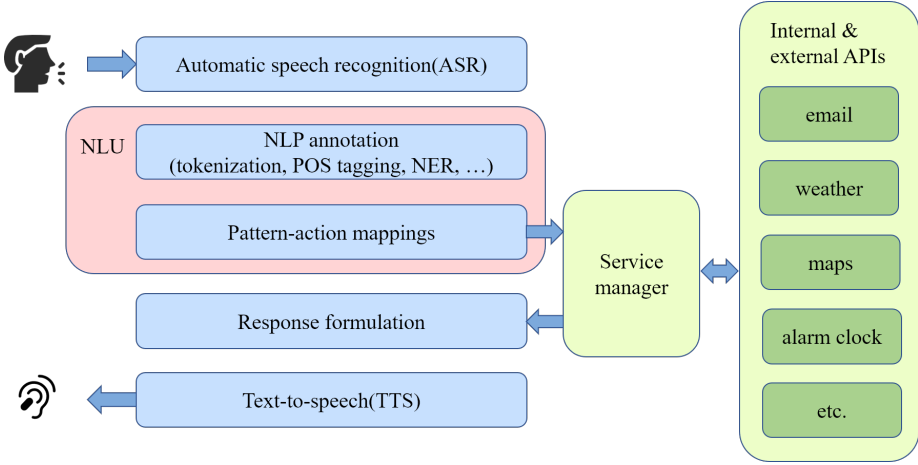 Automatic speech recognition(ASR)
NLU
NLP annotation
(tokenization, POS tagging, NER, …)
Pattern-action mappings
Response formulation
Text-to-speech(TTS)
Service
manager
Internal &
external APIs
email
weather
maps
alarm clock
etc.